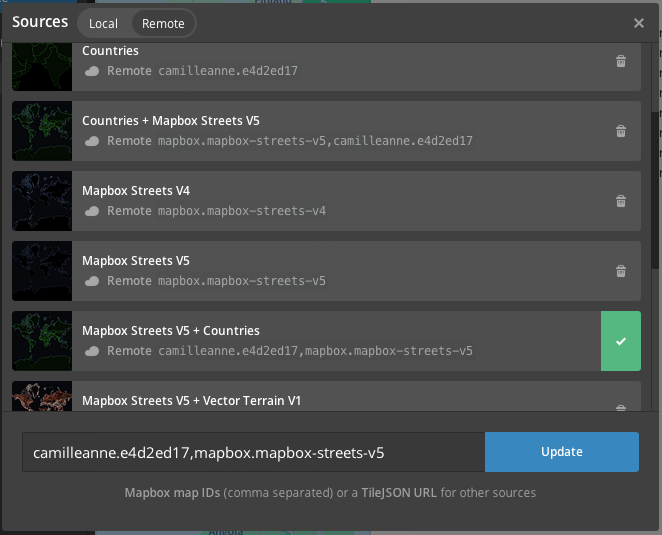 Finland
Sources Local Remote ×
Countries
Remote camilleanne.e4d2ed17
Countries + Mapbox Streets V5
Remote mapbox.mapbox-streets-v5,camilleanne.e4d2ed17
Mapbox Streets V4
Remote mapbox.mapbox-streets-v4
Mapbox Streets V5
Remote mapbox.mapbox-streets-v5
Mapbox Streets V5 + Countries
Remote camilleanne.e4d2ed17,mapbox.mapbox-streets-v5
Mapbox Streets V5 + Vector Terrain V1
camilleanne.e4d2ed17,mapbox.mapbox-streets-v5 Update
Mapbox map IDs (comma separated) or a TileJSON URL for other sources
Angola